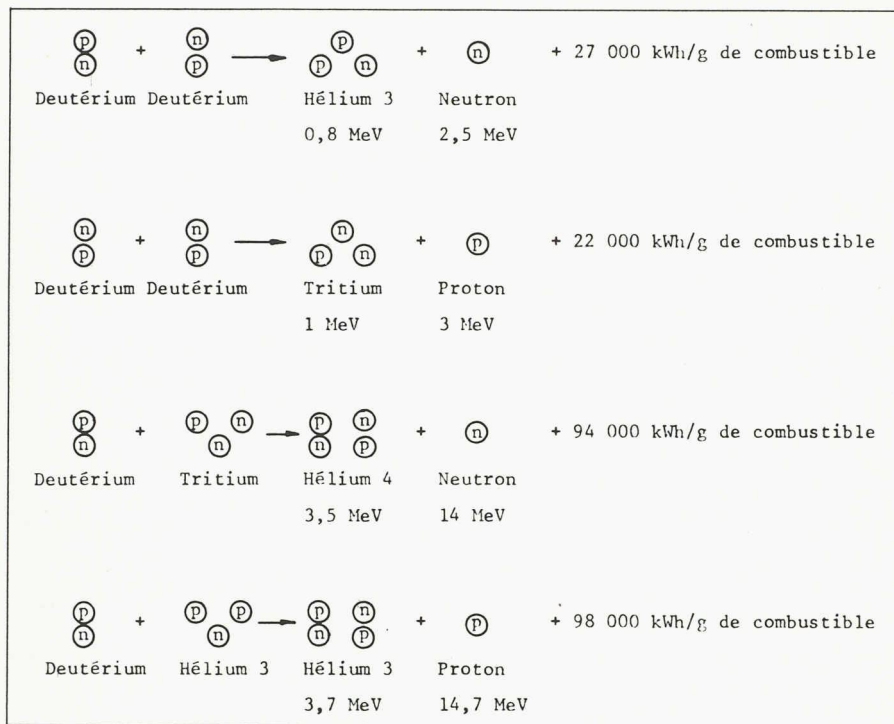 p n + n p → p p n + n + 27 000 kWh/g de combustible
Deutérium Deutérium Hélium 3 Neutron
0,8 MeV 2,5 MeV
n p + n p → n p n + p + 22 000 kWh/g de combustible
Deutérium Deutérium Tritium Proton
1 MeV 3 MeV
p n + p n n → p n n p + n + 94 000 kWh/g de combustible
Deutérium Tritium Hélium 4 Neutron
3,5 MeV 14 MeV
p n + p p n → p n n p + p + 98 000 kWh/g de combustible
Deutérium Hélium 3 Hélium 3 Proton
3,7 MeV 14,7 MeV